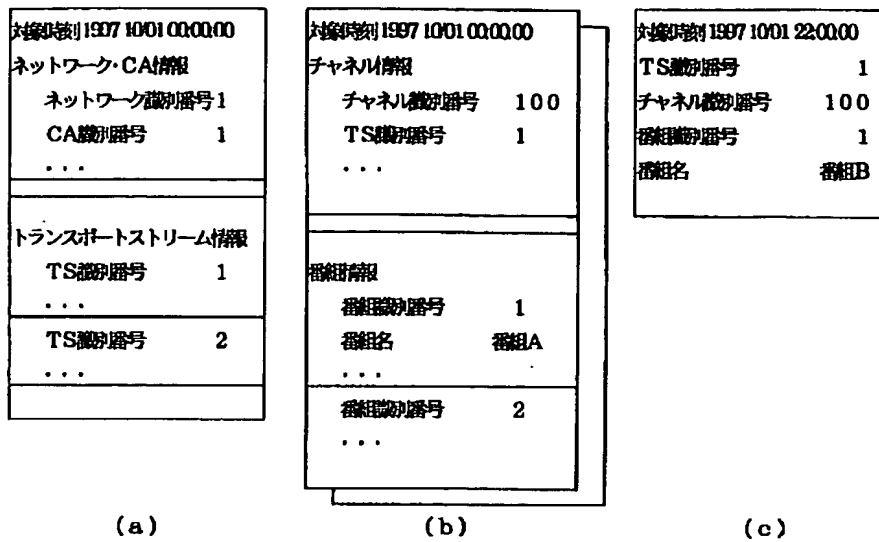 対象時刻 1997 10/01 00:00:00
ネットワーク・CA情報
ネットワーク識別番号1
CA識別番号 1
・・・
トランスポートストリーム情報
TS識別番号 1
・・・
TS識別番号 2
・・・
(a)
対象時刻 1997 10/01 00:00:00
チャネル情報
チャネル識別番号 100
TS識別番号 1
・・・
番組情報
番組識別番号 1
番組名 番組A
・・・
番組識別番号 2
・・・
(b)
対象時刻 1997 10/01 22:00:00
TS識別番号 1
チャネル識別番号 100
番組識別番号 1
番組名 番組B
(c)